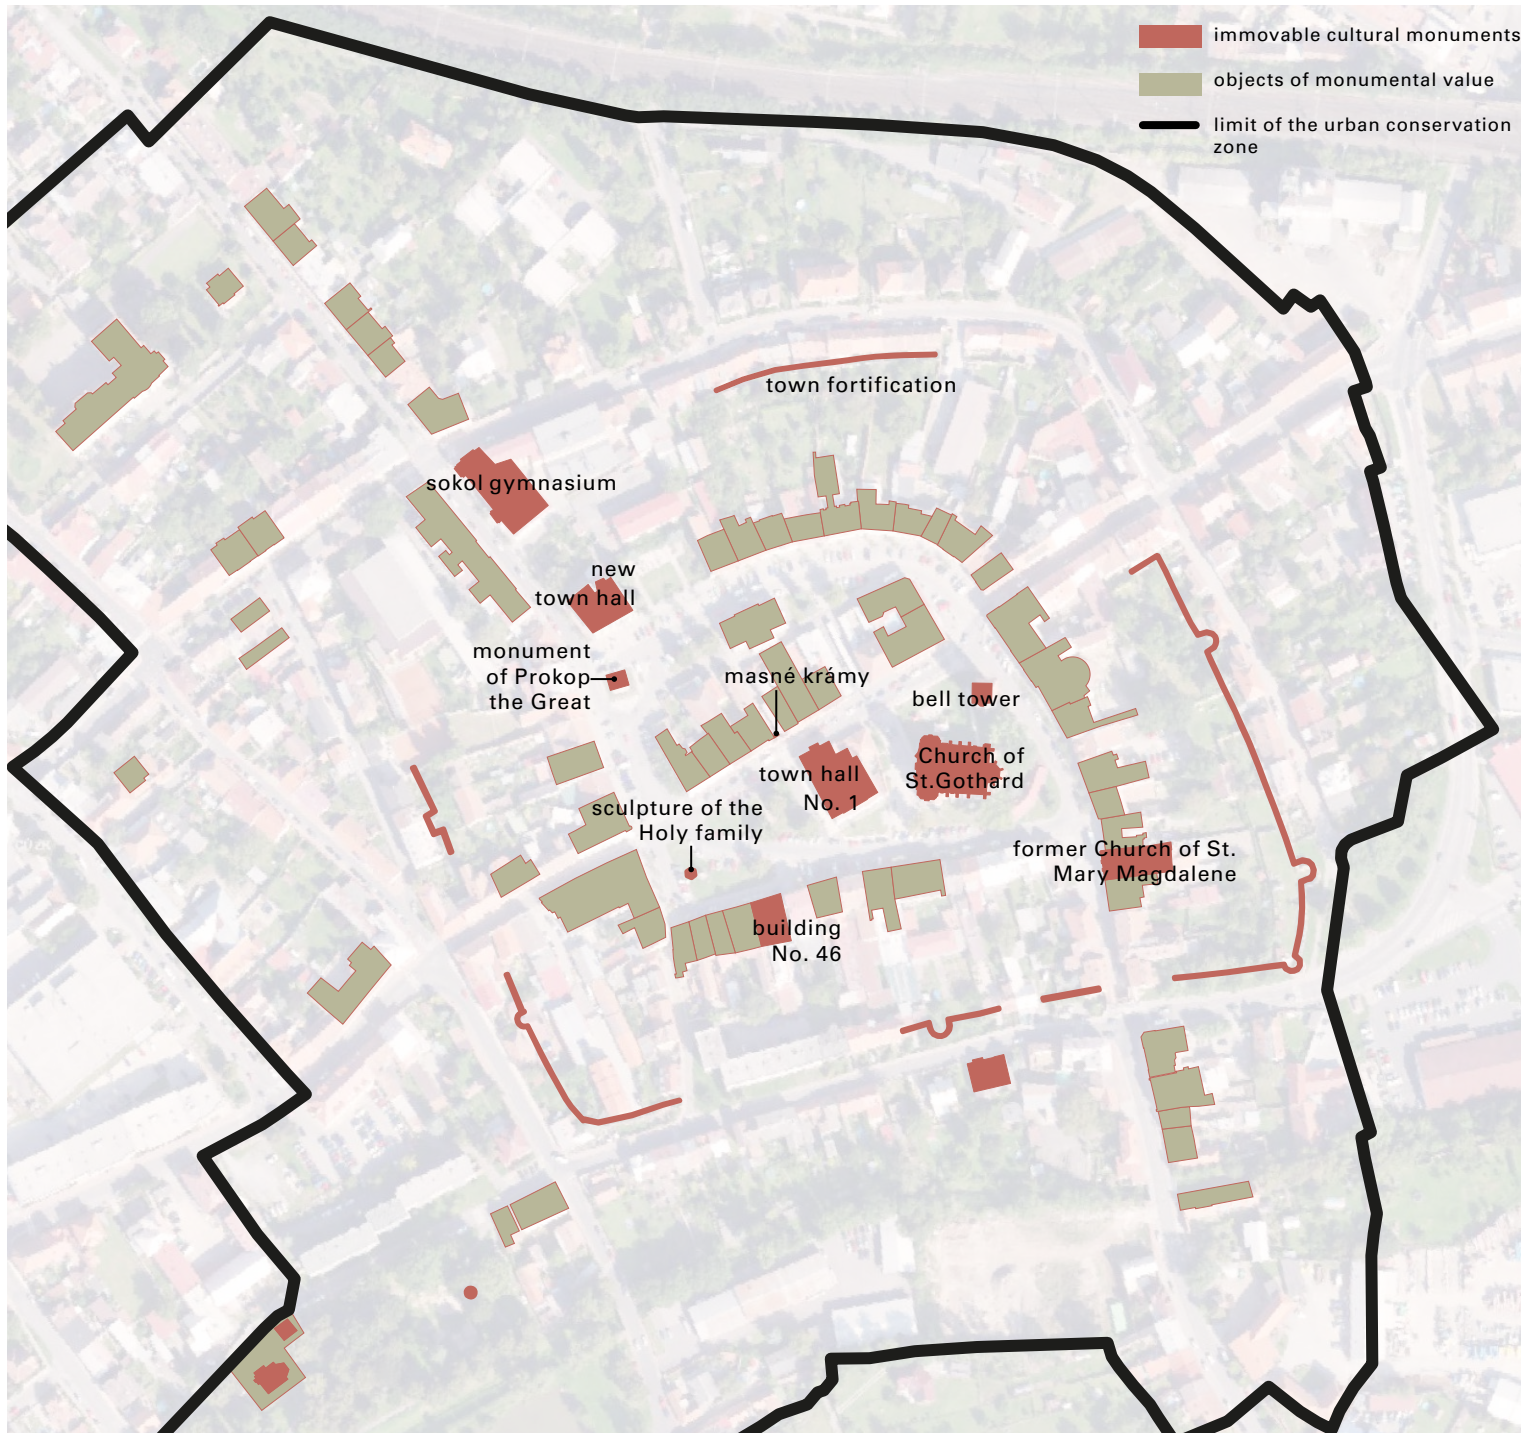 immovable cultural monuments
objects of monumental value
limit of the urban conservation
zone
town fortification
sokol gymnasium
new
town hall
monument
of Prokop
the Great
masné krámy
bell tower
Church of
St.Gothard
town hall
No. 1
sculpture of the
Holy family
former Church of St.
Mary Magdalene
building
No. 46